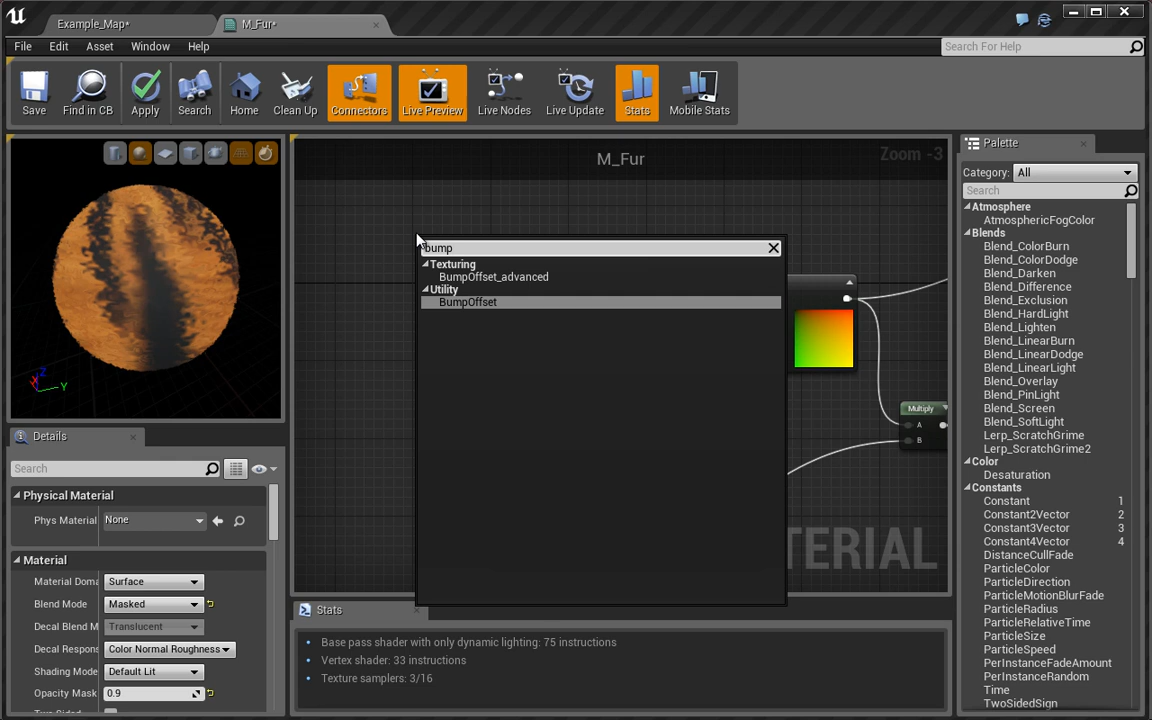 Example_Map*
M_Fur*
File Edit Asset Window Help
Search For Help
Save
Find in CB
Apply
Search
Home
Clean Up
Connectors
Live Preview
Live Nodes
Live Update
Stats
Mobile Stats
M_Fur
Zoom -3
X
Y
Z
bump
Texturing
BumpOffset_advanced
Utility
BumpOffset
Multiply
A
B
TERIAL
Details
Search
Physical Material
Phys Material None
Material
Material Doma Surface
Blend Mode Masked
Decal Blend M Translucent
Decal Respons Color Normal Roughness
Shading Mode Default Lit
Opacity Mask 0.9
Two Sided
Stats
Base pass shader with only dynamic lighting: 75 instructions
Vertex shader: 33 instructions
Texture samplers: 3/16
Palette
Category: All
Search
Atmosphere
AtmosphericFogColor
Blends
Blend_ColorBurn
Blend_ColorDodge
Blend_Darken
Blend_Difference
Blend_Exclusion
Blend_HardLight
Blend_Lighten
Blend_LinearBurn
Blend_LinearDodge
Blend_LinearLight
Blend_Overlay
Blend_PinLight
Blend_Screen
Blend_SoftLight
Lerp_ScratchGrime
Lerp_ScratchGrime2
Color
Desaturation
Constants
Constant 1
Constant2Vector 2
Constant3Vector 3
Constant4Vector 4
DistanceCullFade
ParticleColor
ParticleDirection
ParticleMotionBlurFade
ParticleRadius
ParticleRelativeTime
ParticleSize
ParticleSpeed
PerInstanceFadeAmount
PerInstanceRandom
Time
TwoSidedSign